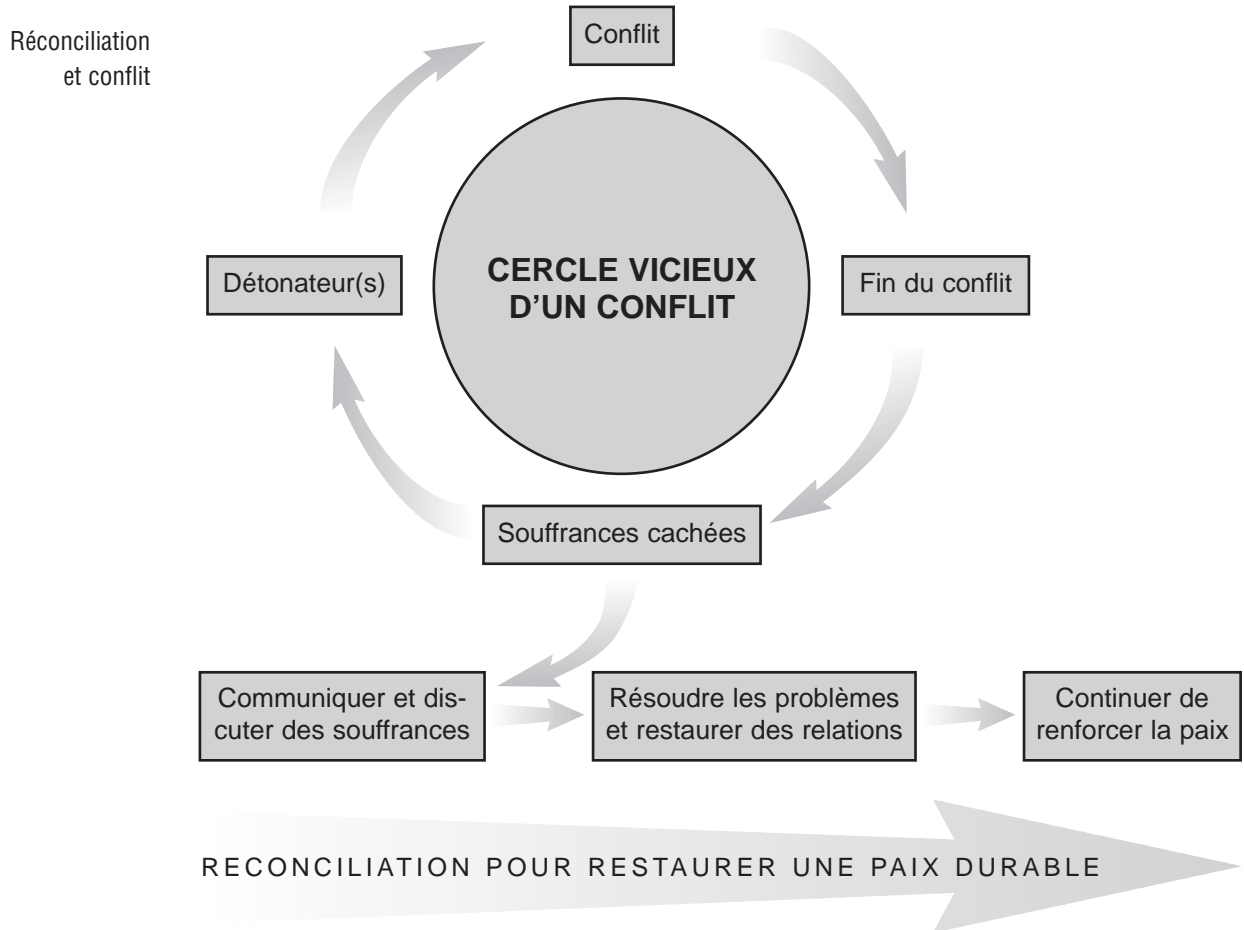 Réconciliation
et conflit
Conflit
Détonateur(s)
CERCLE VICIEUX
D’UN CONFLIT
Fin du conflit
Souffrances cachées
Communiquer et dis-
cuter des souffrances
Résoudre les problèmes
et restaurer des relations
Continuer de
renforcer la paix
RECONCILIATION POUR RESTAURER UNE PAIX DURABLE